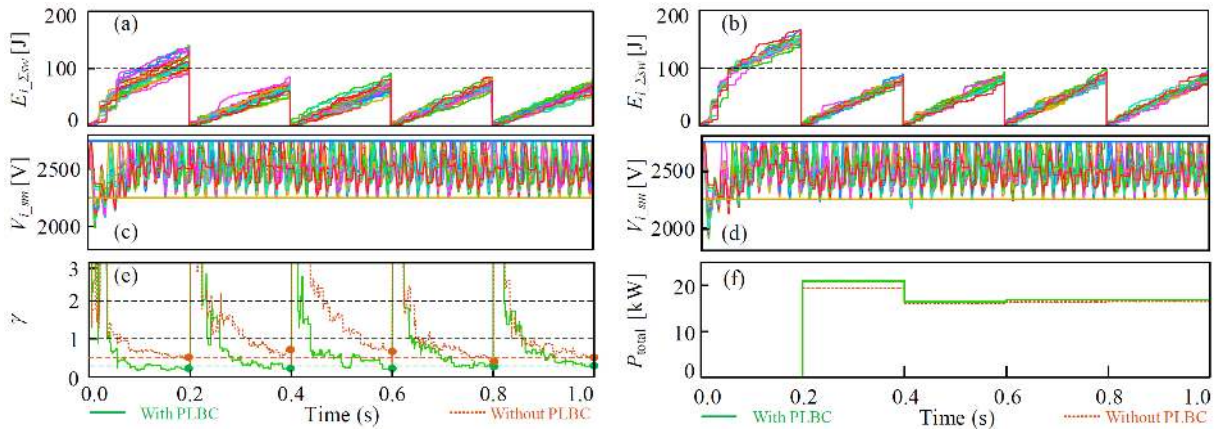 200
(a)
E_i_Σsw [J]
100
0
(c)
2500
V_i_sm [V]
2000
(e)
3
2
γ
1
0
0.0 0.2 0.4 0.6 0.8 1.0
With PLBC Time (s) Without PLBC
200
(b)
E_i_Σsw [J]
100
0
2500
V_i_sm [V]
2000
(d)
(f)
20
P_total [kW]
10
0
0.0 0.2 0.4 0.6 0.8 1.0
With PLBC Time (s) Without PLBC